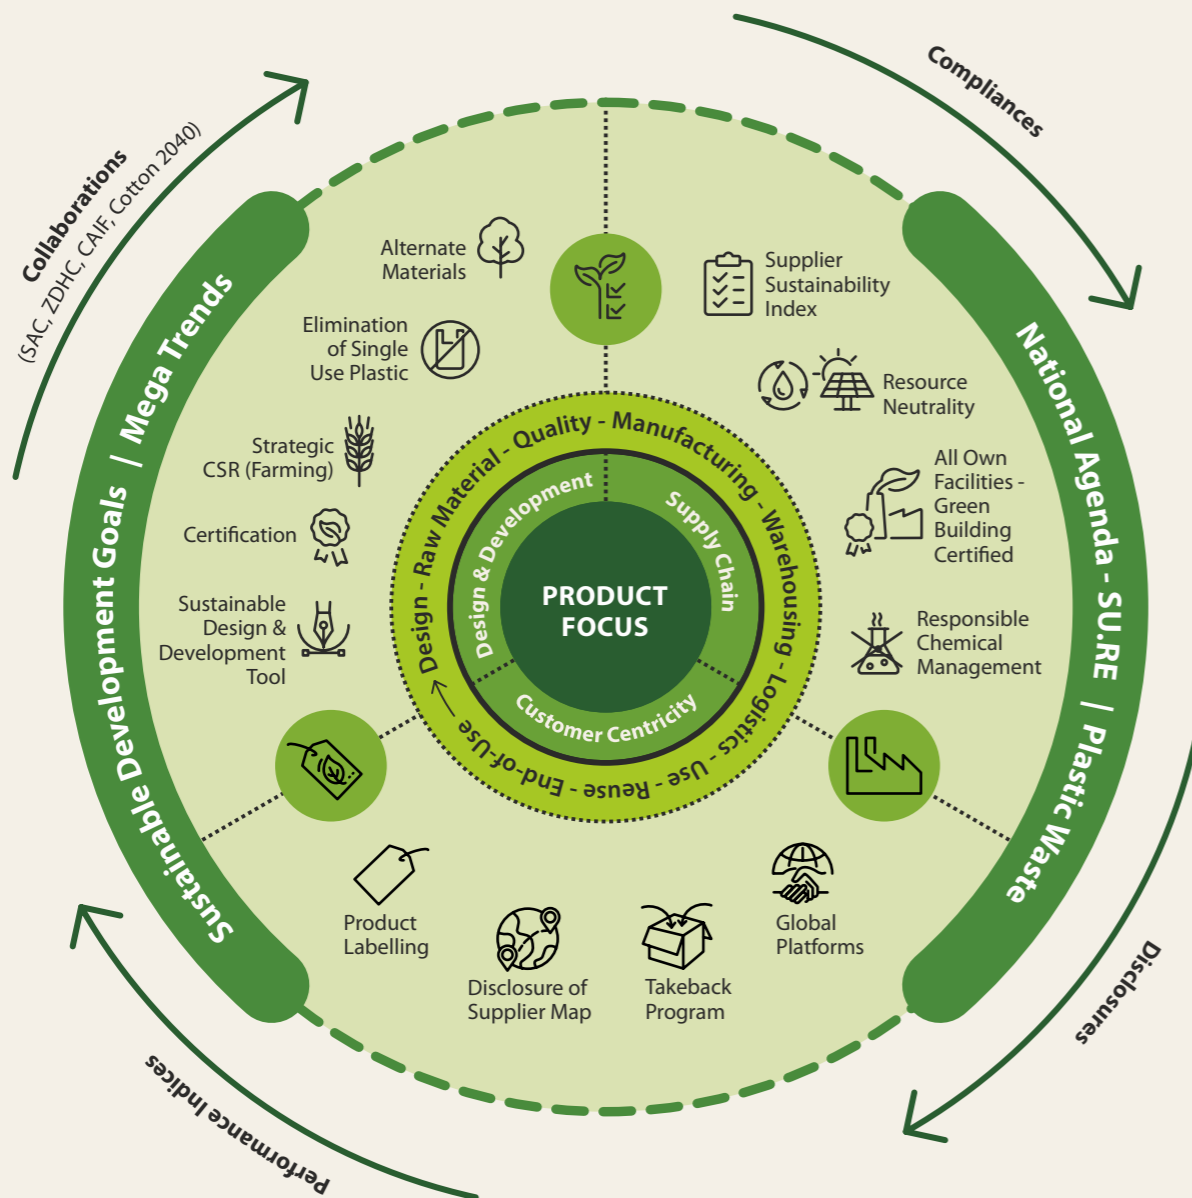 Compliances
Collaborations
(SAC, ZDHC, CAIF, Cotton 2040)
Sustainable Development Goals | Mega Trends
National Agenda - SU.RE | Plastic Waste
Alternate
Materials
Elimination
of Single
Use Plastic
Strategic
CSR (Farming)
Certification
Sustainable
Design &
Development
Tool
Supplier
Sustainability
Index
Resource
Neutrality
All Own
Facilities -
Green
Building
Certified
Responsible
Chemical
Management
Design - Raw Material - Quality - Manufacturing - Warehousing - Logistics - Use - Reuse - End-of-Use
Design & Development
Supply Chain
Customer Centricity
PRODUCT
FOCUS
Product
Labelling
Disclosure of
Supplier Map
Takeback
Program
Global
Platforms
Disclosures
Performance Indices